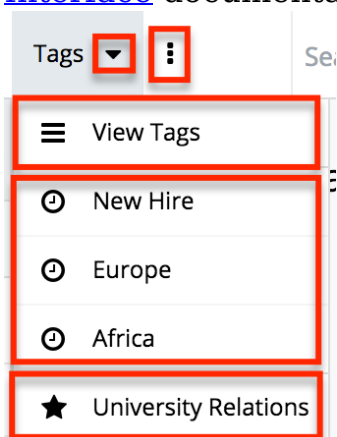 Tags
View Tags
New Hire
Europe
Africa
University Relations